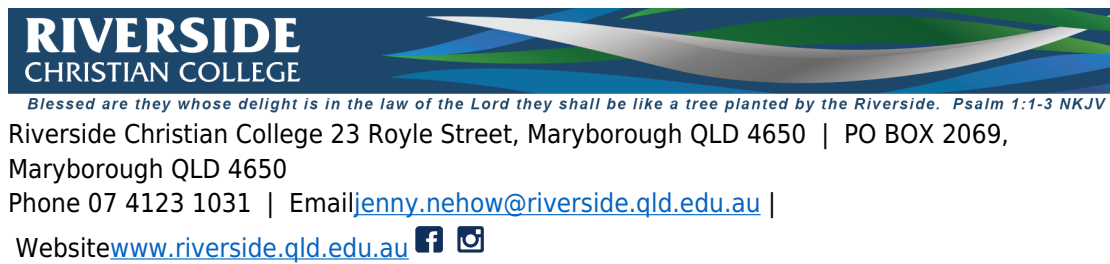 RIVERSIDE
CHRISTIAN COLLEGE
Blessed are they whose delight is in the law of the Lord they shall be like a tree planted by the Riverside. Psalm 1:1-3 NKJV
Riverside Christian College 23 Royle Street, Maryborough QLD 4650 | PO BOX 2069,
Maryborough QLD 4650
Phone 07 4123 1031 | Emailjenny.nehow@riverside.qld.edu.au |
Websitewww.riverside.qld.edu.au